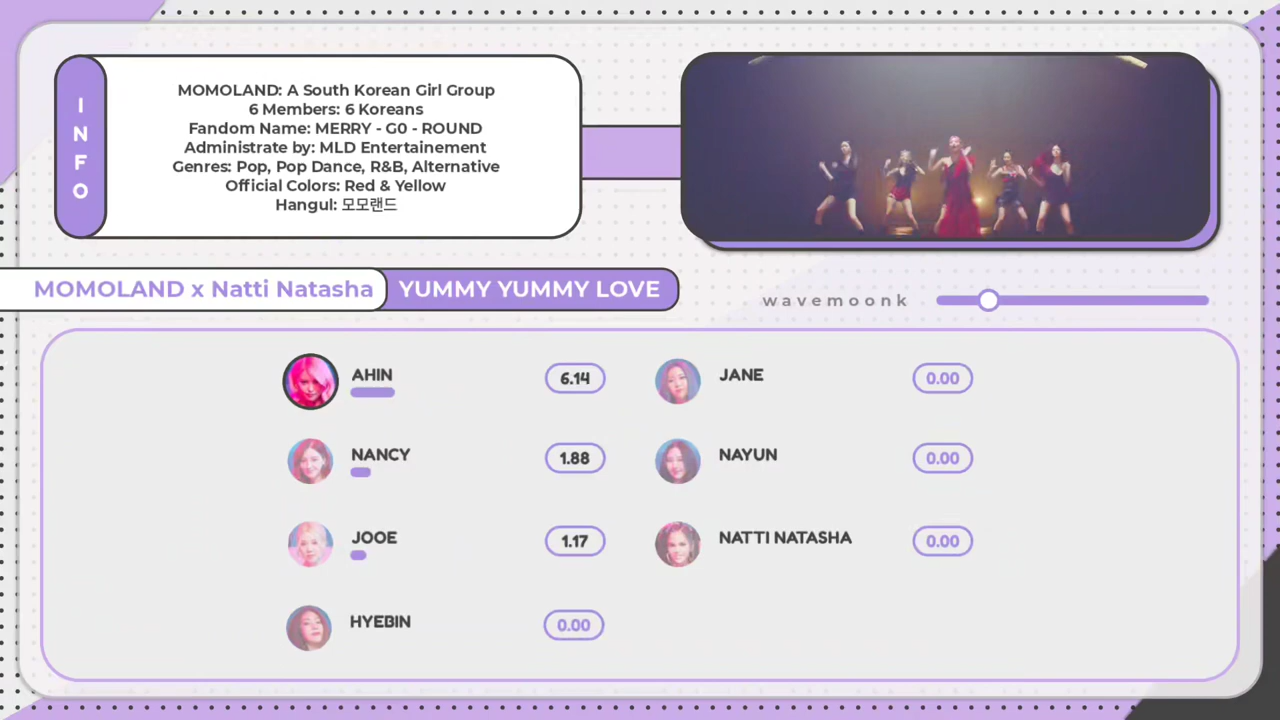 INFO
MOMOLAND: A South Korean Girl Group
6 Members: 6 Koreans
Fandom Name: MERRY - G0 - ROUND
Administrate by: MLD Entertainement
Genres: Pop, Pop Dance, R&B, Alternative
Official Colors: Red & Yellow
Hangul: 모모랜드
MOMOLAND x Natti Natasha YUMMY YUMMY LOVE
wavemoonk
AHIN 6.14
NANCY 1.88
JOOE 1.17
HYEBIN 0.00
JANE 0.00
NAYUN 0.00
NATTI NATASHA 0.00